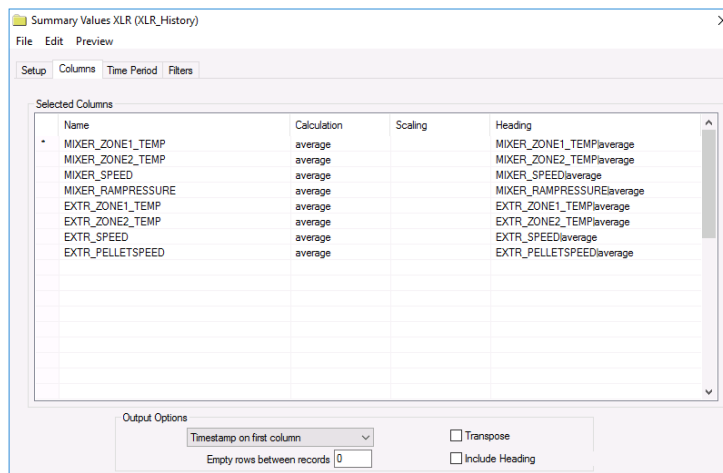 Summary Values XLR (XLR_History)
File Edit Preview
Setup Columns Time Period Filters
Selected Columns
Name Calculation Scaling Heading
* MIXER_ZONE1_TEMP average MIXER_ZONE1_TEMP|average
MIXER_ZONE2_TEMP average MIXER_ZONE2_TEMP|average
MIXER_SPEED average MIXER_SPEED|average
MIXER_RAMPRESSURE average MIXER_RAMPRESSURE|average
EXTR_ZONE1_TEMP average EXTR_ZONE1_TEMP|average
EXTR_ZONE2_TEMP average EXTR_ZONE2_TEMP|average
EXTR_SPEED average EXTR_SPEED|average
EXTR_PELLETSPEED average EXTR_PELLETSPEED|average
Output Options
Timestamp on first column Transpose
Empty rows between records 0 Include Heading